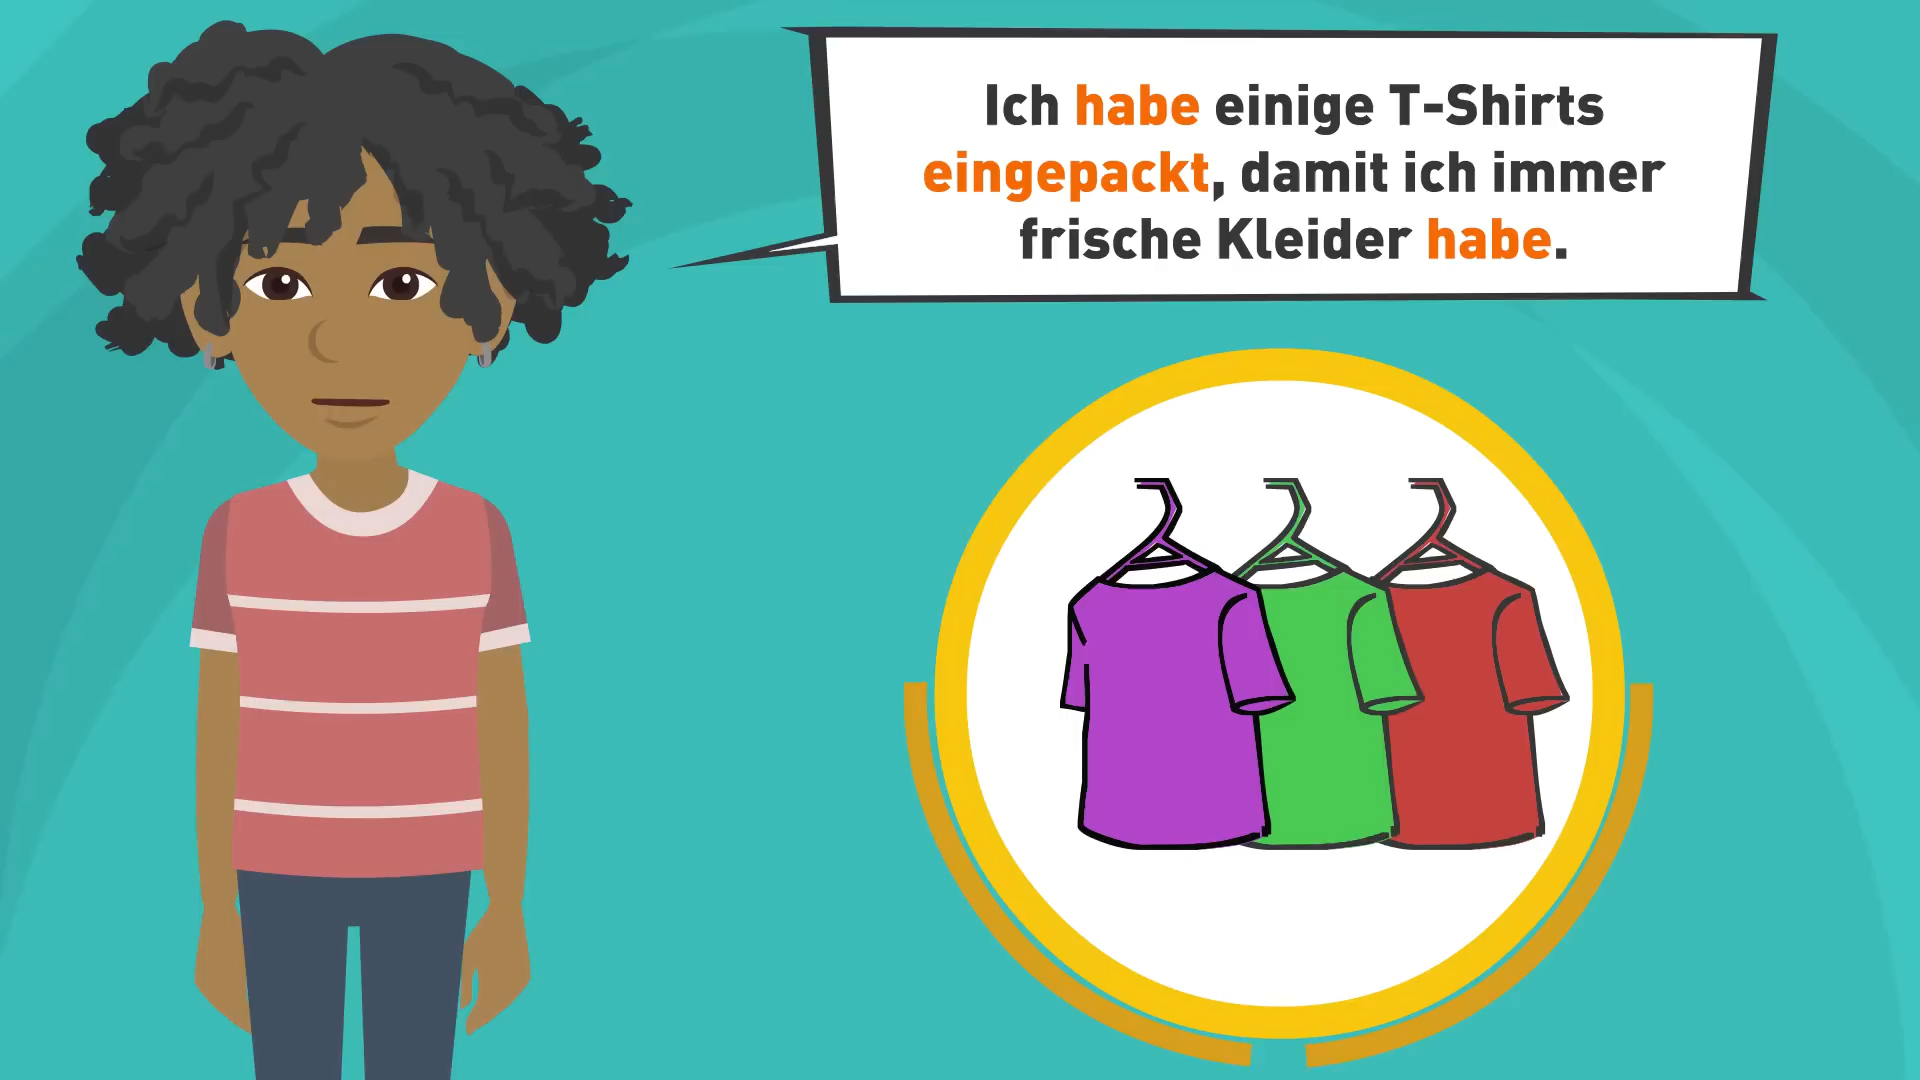 Ich habe einige T-Shirts
eingepackt, damit ich immer
frische Kleider habe.